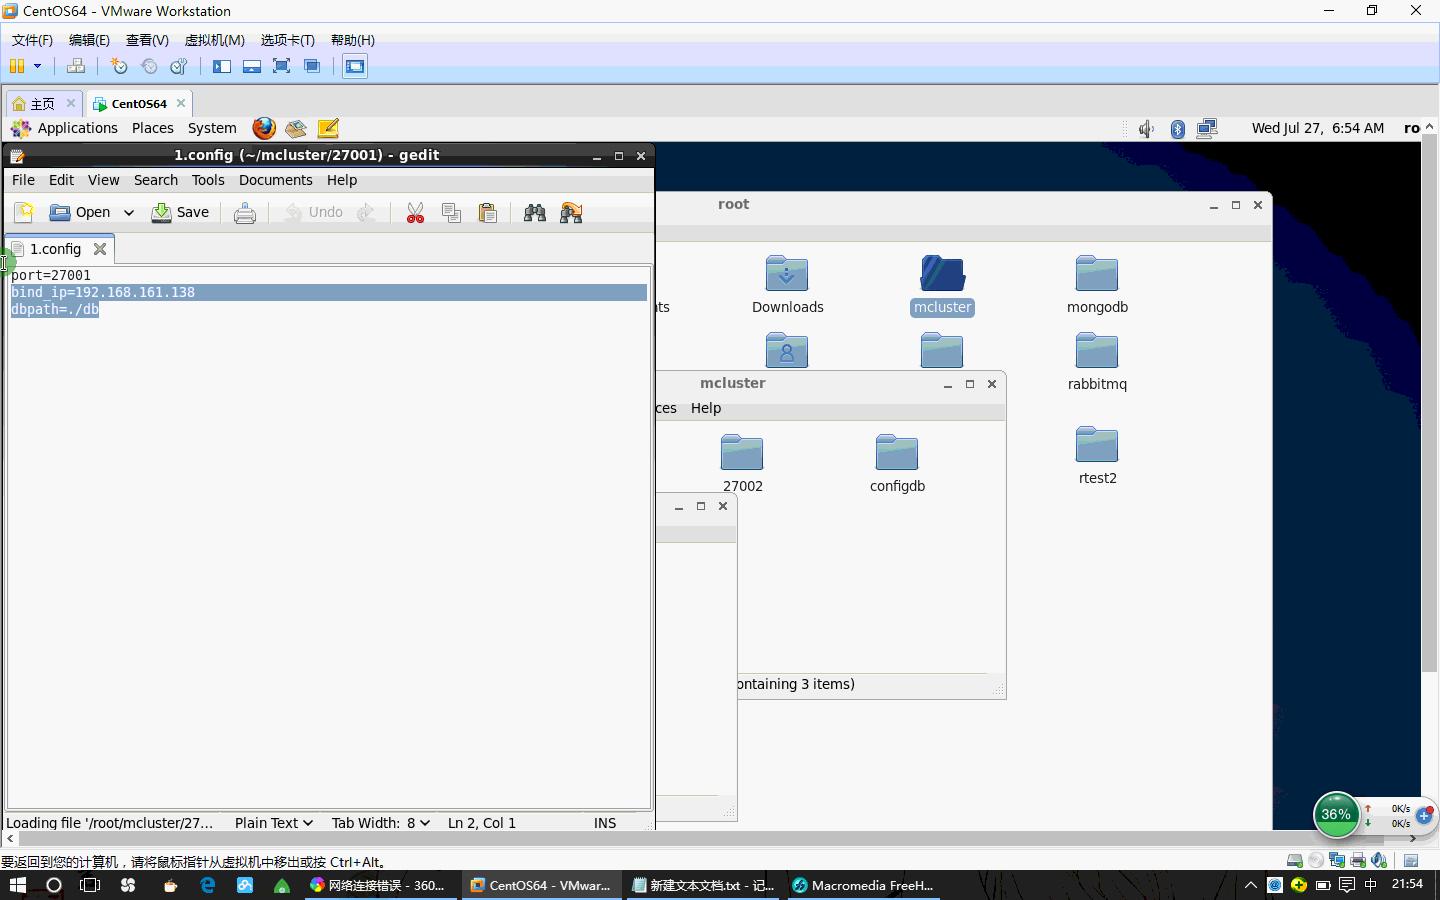 CentOS64 - VMware Workstation
文件(F) 编辑(E) 查看(V) 虚拟机(M) 选项卡(T) 帮助(H)
主页 CentOS64
Applications Places System Wed Jul 27, 6:54 AM ro
1.config (~/mcluster/27001) - gedit
File Edit View Search Tools Documents Help
Open Save Undo
1.config
port=27001
bind_ip=192.168.161.138
dbpath=./db
Loading file '/root/mcluster/27... Plain Text Tab Width: 8 Ln 2, Col 1 INS
root
nts Downloads mcluster mongodb
rabbitmq
rtest2
mcluster
ces Help
27002 configdb
ontaining 3 items)
36% 0K/s
0K/s
要返回到您的计算机，请将鼠标指针从虚拟机中移出或按 Ctrl+Alt。
网络连接错误 - 360... CentOS64 - VMwar... 新建文本文档.txt - 记... Macromedia FreeH... 中 21:54